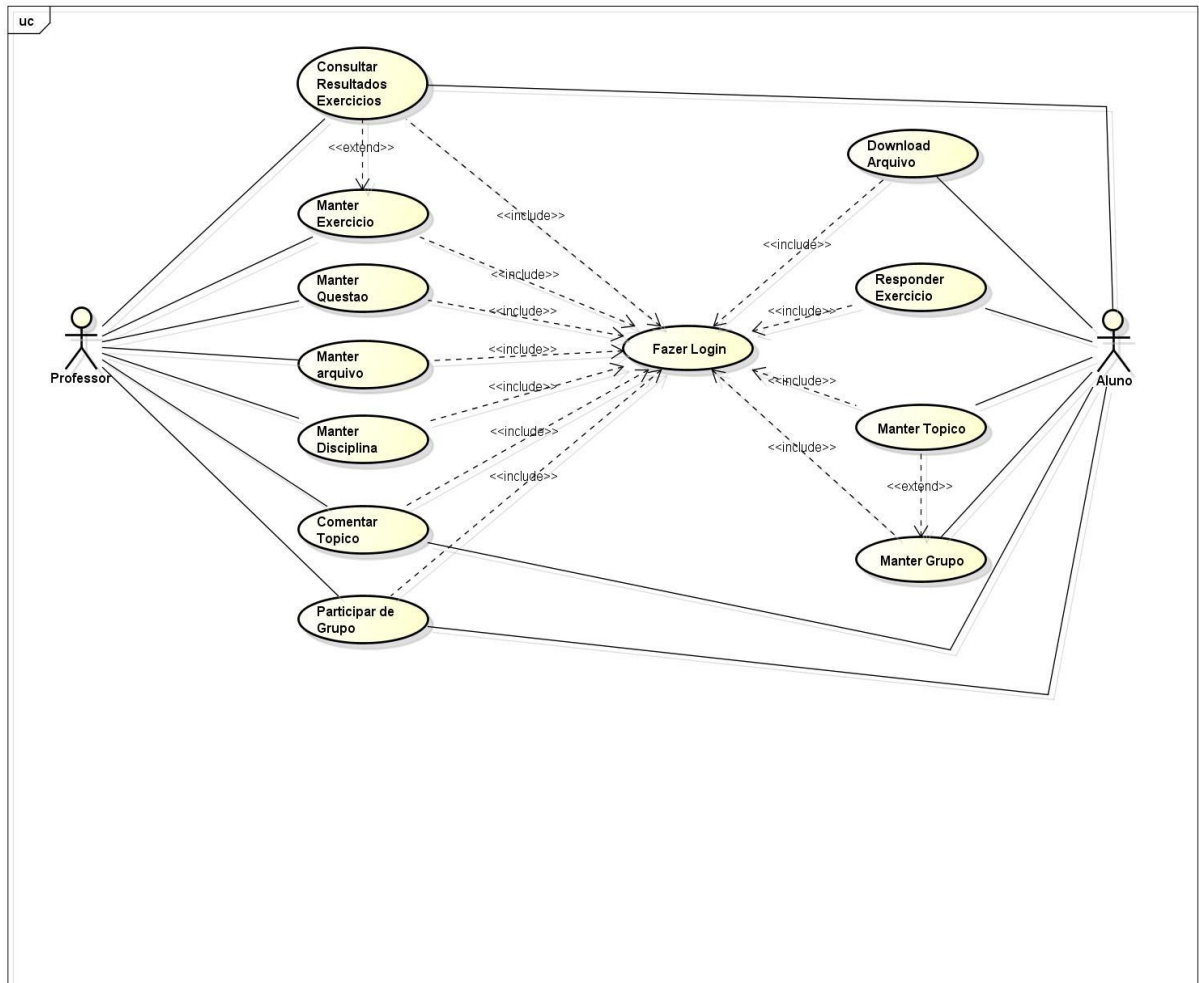 uc
Consultar
Resultados
Exercicios
<<extend>>
Download
Arquivo
Manter
Exercicio
<<include>>
<<include>>
<<include>>
Manter
Questao
Responder
Exercicio
<<include>>
<<include>>
Professor
Manter
arquivo
<<include>>
Fazer Login
Aluno
<<include>>
<<include>>
Manter
Disciplina
<<include>>
Manter Topico
<<include>>
<<include>>
<<extend>>
Comentar
Topico
Manter Grupo
Participar de
Grupo